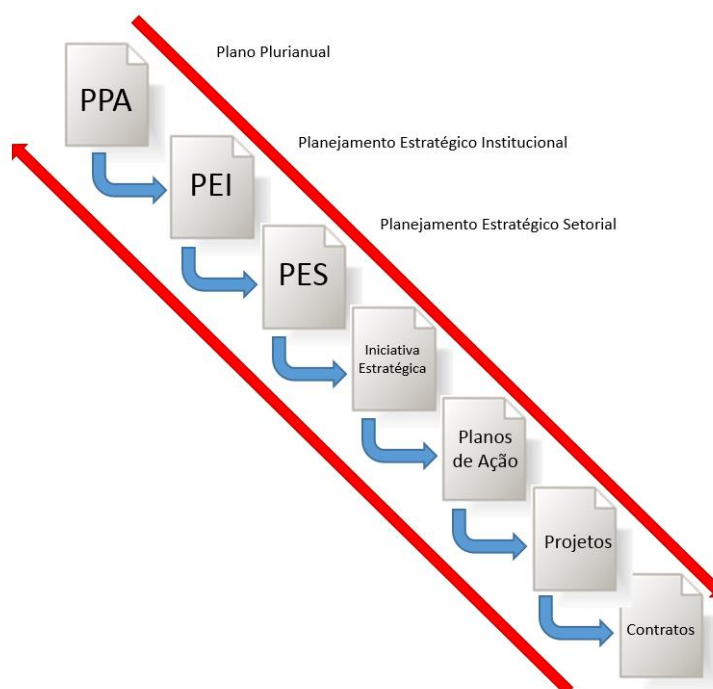 Plano Plurianual
PPA
Planejamento Estratégico Institucional
PEI
Planejamento Estratégico Setorial
PES
Iniciativa
Estratégica
Planos
de Ação
Projetos
Contratos